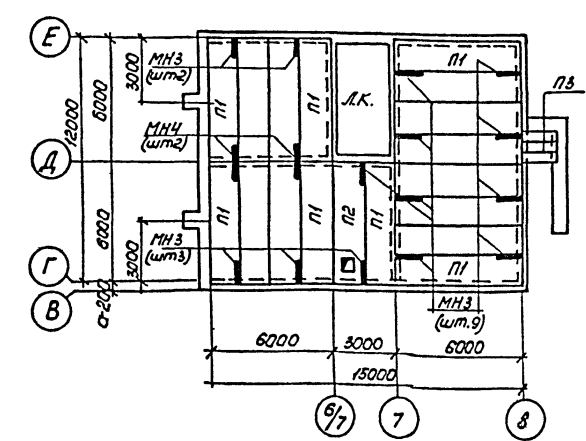 Е
МН3
(шт2)
3000
6000
12000
П1
П1
Л.К.
П1
П3
МН4
(шт2)
Д
П1
П1
П2
П1
МН3
(шт3)
6000
3000
Г
В
a-200
П1
МН3
(шт.9)
6000
3000
6000
15000
6/7
7
8